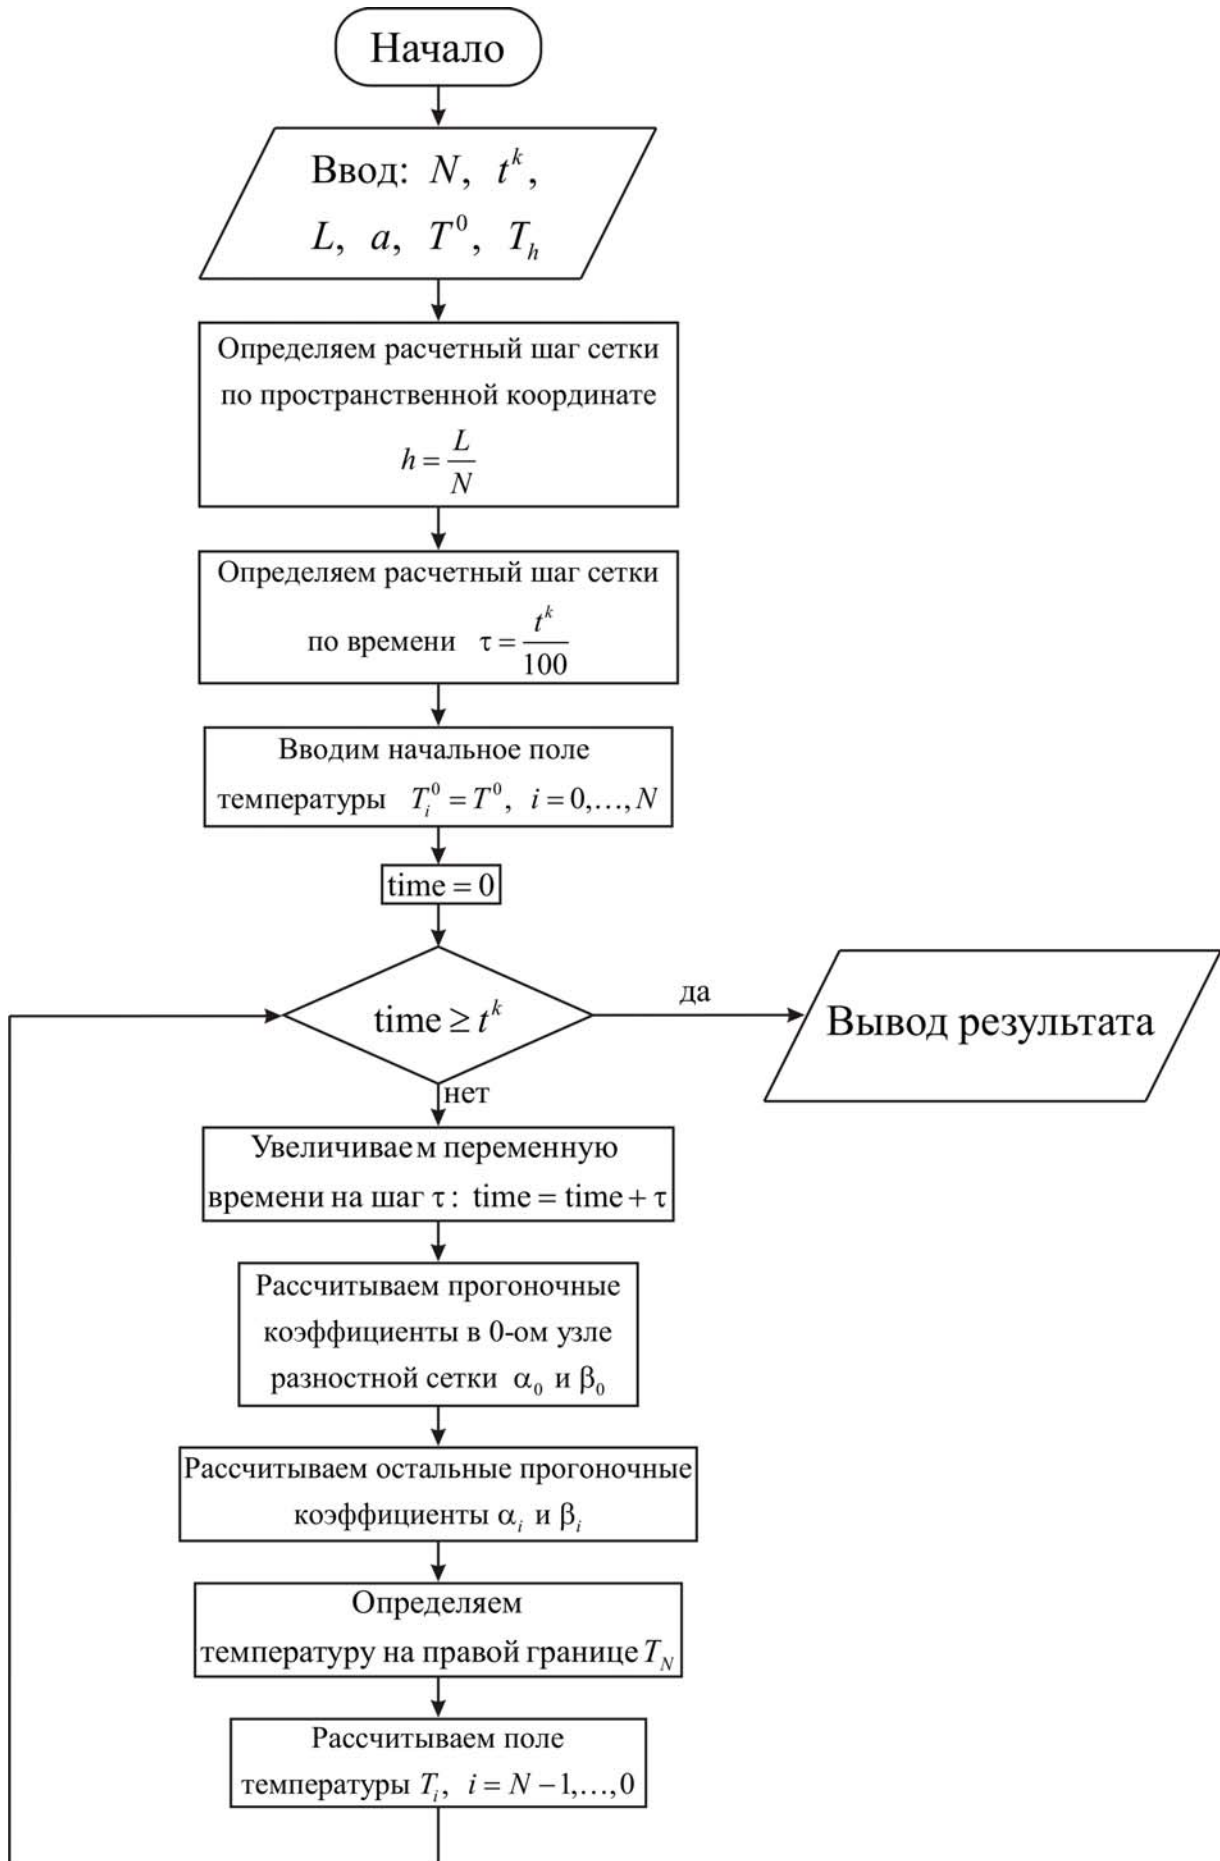 Начало
Ввод: N, t^k,
L, a, T^0, T_h
Определяем расчетный шаг сетки
по пространственной координате
h = L/N
Определяем расчетный шаг сетки
по времени τ = t^k/100
Вводим начальное поле
температуры T_i^0 = T^0, i = 0,…, N
time = 0
time ≥ t^k
да
Вывод результата
нет
Увеличиваем переменную
времени на шаг τ: time = time + τ
Рассчитываем прогоночные
коэффициенты в 0-ом узле
разностной сетки α_0 и β_0
Рассчитываем остальные прогоночные
коэффициенты α_i и β_i
Определяем
температуру на правой границе T_N
Рассчитываем поле
температуры T_i, i = N − 1,…, 0